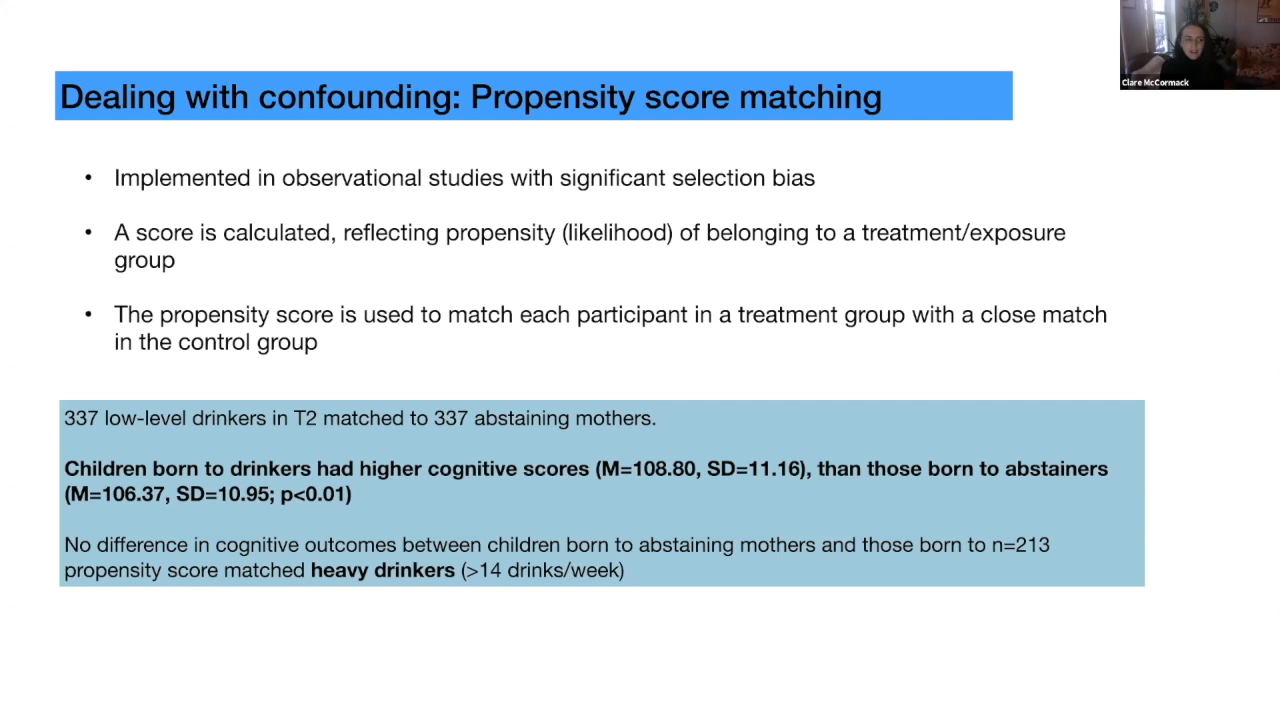 Clare McCormack
Dealing with confounding: Propensity score matching
• Implemented in observational studies with significant selection bias
• A score is calculated, reflecting propensity (likelihood) of belonging to a treatment/exposure
group
• The propensity score is used to match each participant in a treatment group with a close match
in the control group
337 low-level drinkers in T2 matched to 337 abstaining mothers.
Children born to drinkers had higher cognitive scores (M=108.80, SD=11.16), than those born to abstainers
(M=106.37, SD=10.95; p<0.01)
No difference in cognitive outcomes between children born to abstaining mothers and those born to n=213
propensity score matched heavy drinkers (>14 drinks/week)